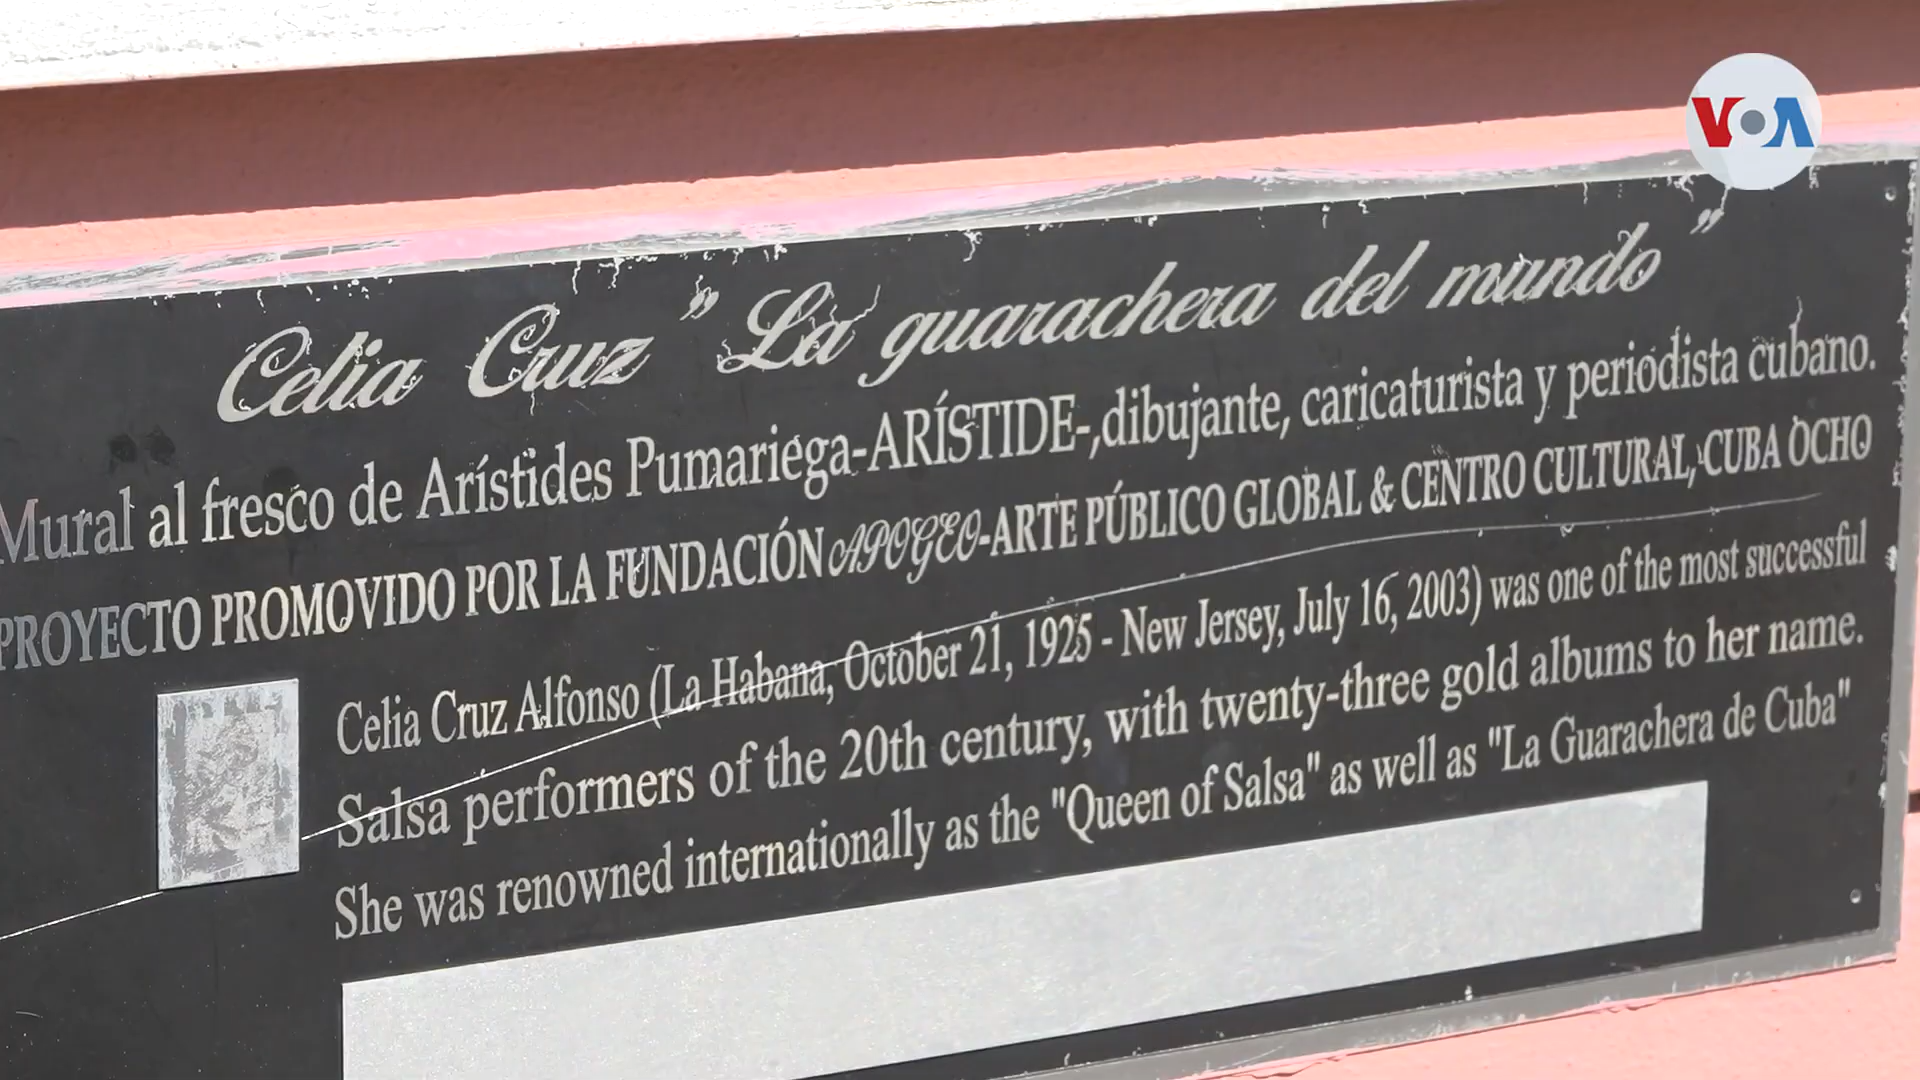 VOA
Celia Cruz "La guarachera del mundo"
Mural al fresco de Arístides Pumariega-ARÍSTIDE-,dibujante, caricaturista y periodista cubano.
PROYECTO PROMOVIDO POR LA FUNDACIÓN APOGEO-ARTE PÚBLICO GLOBAL & CENTRO CULTURAL, CUBA OCHO
Celia Cruz Alfonso (La Habana, October 21, 1925 - New Jersey, July 16, 2003) was one of the most successful
Salsa performers of the 20th century, with twenty-three gold albums to her name.
She was renowned internationally as the "Queen of Salsa" as well as "La Guarachera de Cuba"